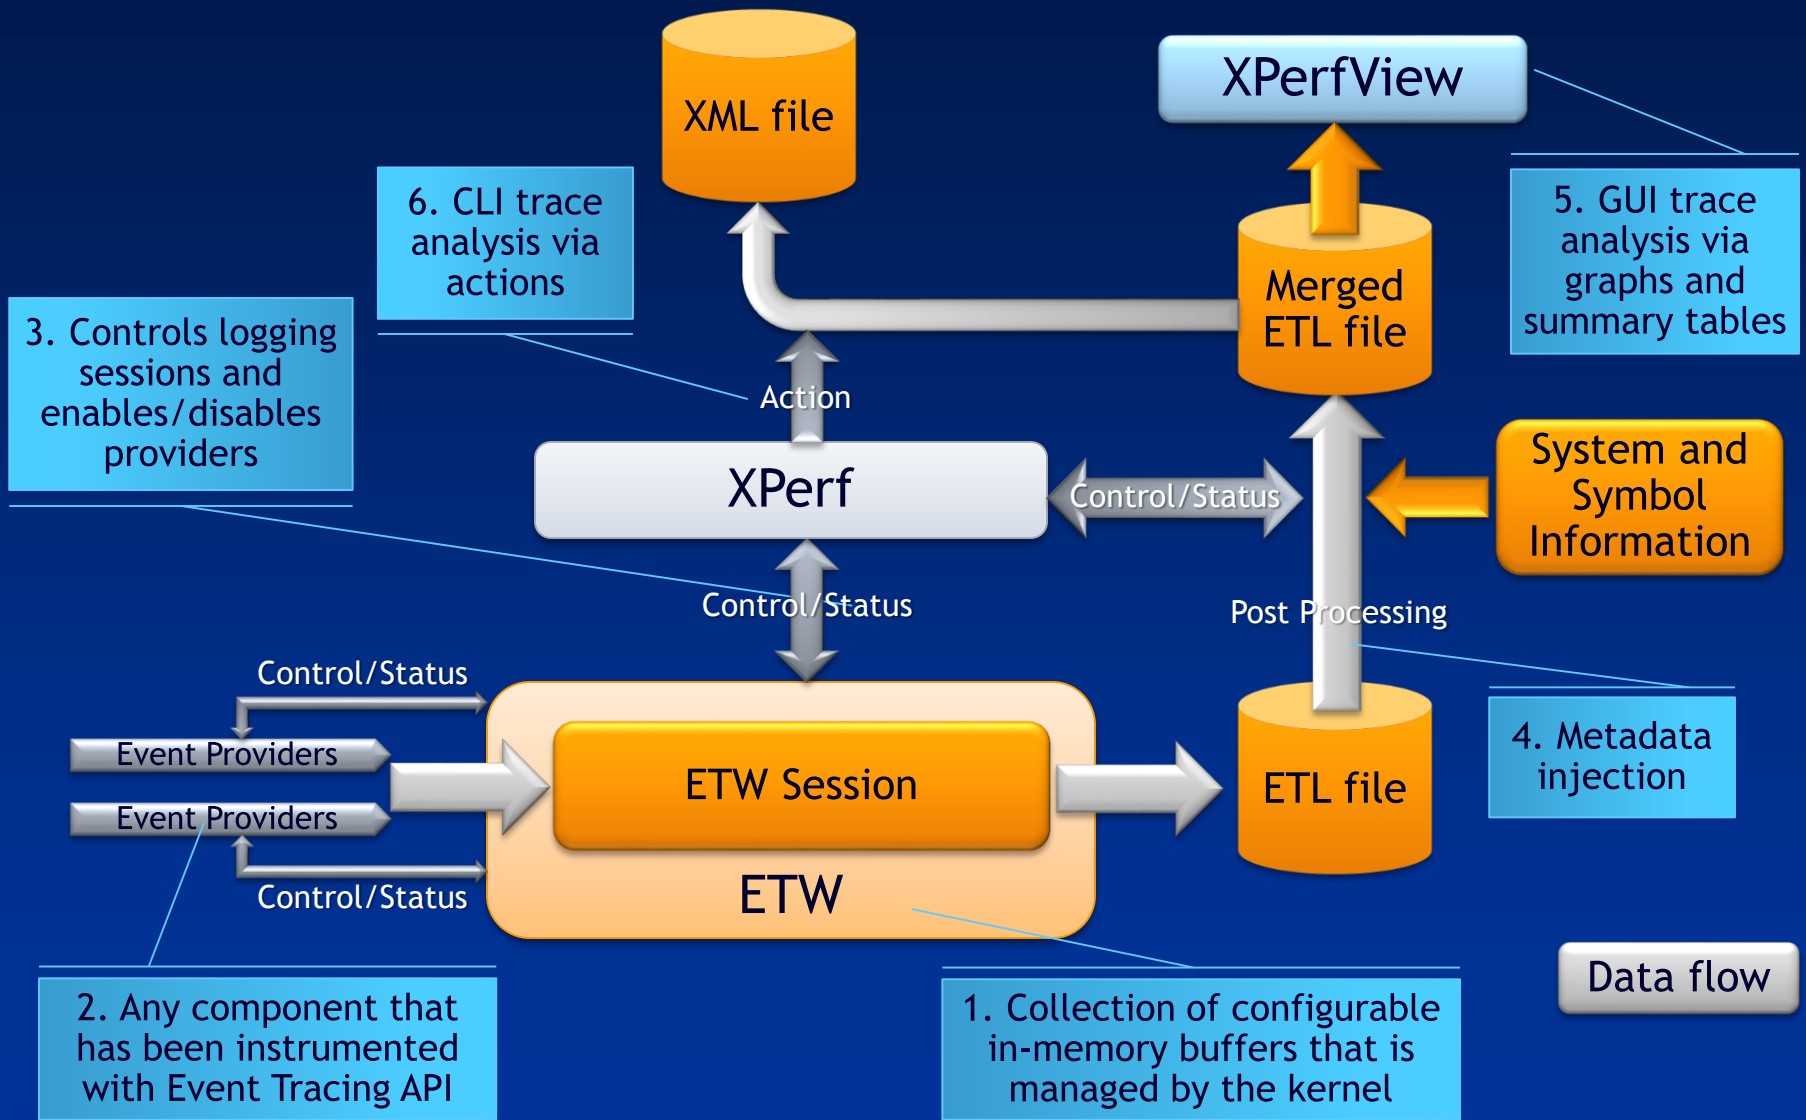 XML file
XPerfView
6. CLI trace
analysis via
actions
5. GUI trace
analysis via
graphs and
summary tables
Merged
ETL file
3. Controls logging
sessions and
enables/disables
providers
Action
XPerf
Control/Status
System and
Symbol
Information
Control/Status
Post Processing
Control/Status
Event Providers
Event Providers
Control/Status
ETW Session
ETW
ETL file
4. Metadata
injection
Data flow
2. Any component that
has been instrumented
with Event Tracing API
1. Collection of configurable
in-memory buffers that is
managed by the kernel